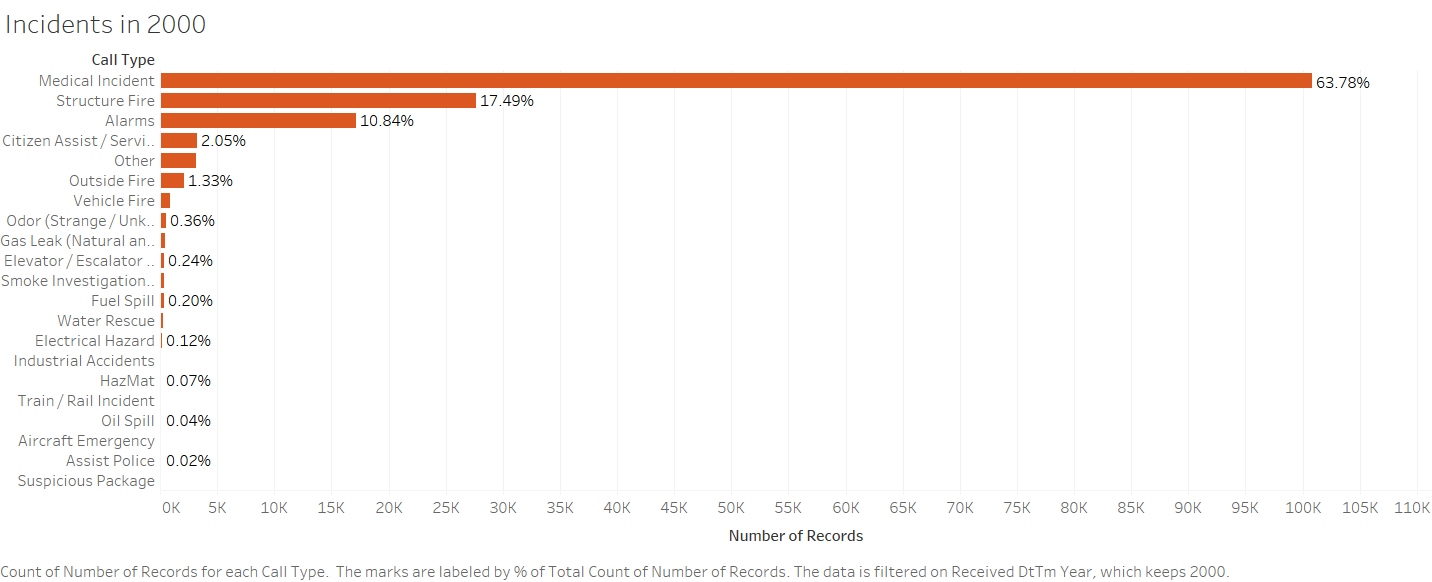 Incidents in 2000
Call Type
Medical Incident 63.78%
Structure Fire 17.49%
Alarms 10.84%
Citizen Assist / Servi.. 2.05%
Other
Outside Fire 1.33%
Vehicle Fire
Odor (Strange / Unk.. 0.36%
Gas Leak (Natural an..
Elevator / Escalator .. 0.24%
Smoke Investigation..
Fuel Spill 0.20%
Water Rescue
Electrical Hazard 0.12%
Industrial Accidents
HazMat 0.07%
Train / Rail Incident
Oil Spill 0.04%
Aircraft Emergency
Assist Police 0.02%
Suspicious Package
0K 5K 10K 15K 20K 25K 30K 35K 40K 45K 50K 55K 60K 65K 70K 75K 80K 85K 90K 95K 100K 105K 110K
Number of Records
Count of Number of Records for each Call Type.  The marks are labeled by % of Total Count of Number of Records. The data is filtered on Received DtTm Year, which keeps 2000.